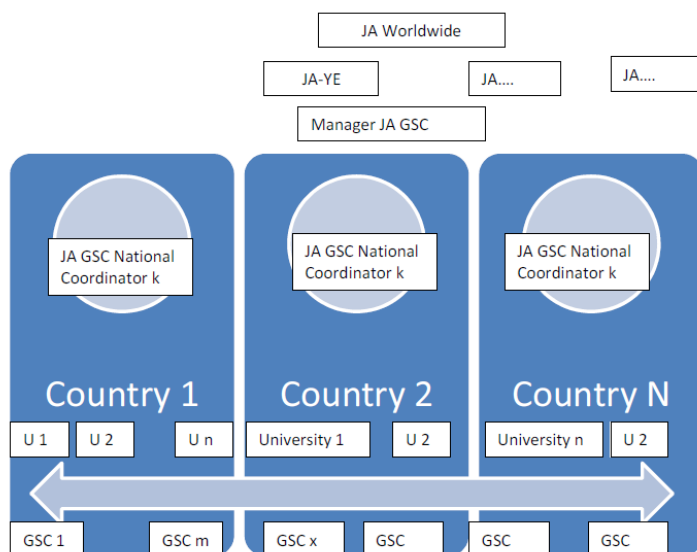 JA Worldwide
JA-YE
JA....
JA....
Manager JA GSC
JA GSC National
Coordinator k
JA GSC National
Coordinator k
JA GSC National
Coordinator k
Country 1
Country 2
Country N
U 1
U 2
U n
University 1
U 2
University n
U 2
GSC 1
GSC m
GSC x
GSC
GSC
GSC